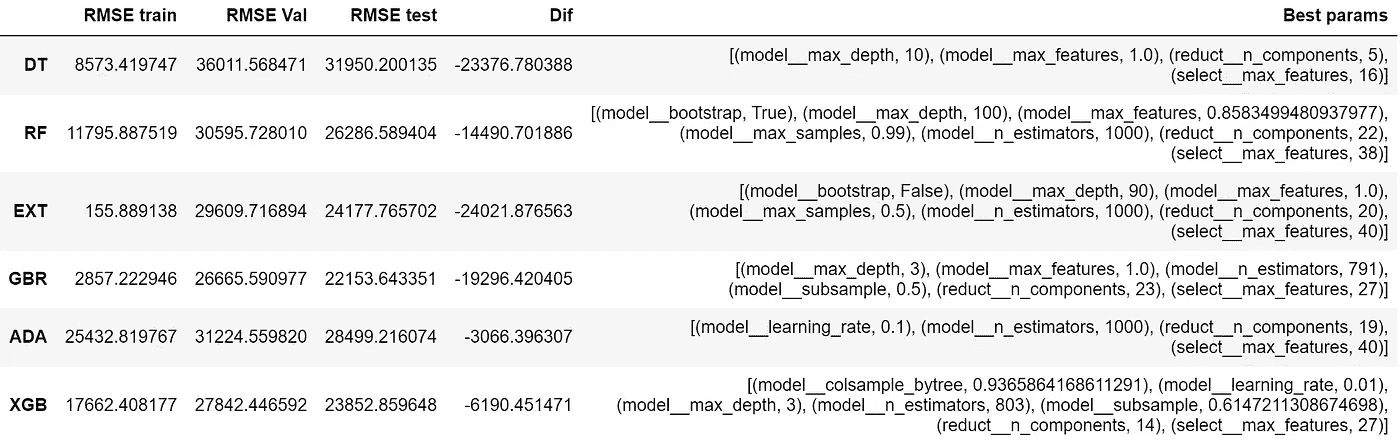 RMSE train RMSE Val RMSE test Dif Best params
DT 8573.419747 36011.568471 31950.200135 -23376.780388 [(model__max_depth, 10), (model__max_features, 1.0), (reduct__n_components, 5),
(select__max_features, 16)]
[(model__bootstrap, True), (model__max_depth, 100), (model__max_features, 0.8583499480937977),
RF 11795.887519 30595.728010 26286.589404 -14490.701886 (model__max_samples, 0.99), (model__n_estimators, 1000), (reduct__n_components, 22),
(select__max_features, 38)]
[(model__bootstrap, False), (model__max_depth, 90), (model__max_features, 1.0),
EXT 155.889138 29609.716894 24177.765702 -24021.876563 (model__max_samples, 0.5), (model__n_estimators, 1000), (reduct__n_components, 20),
(select__max_features, 40)]
GBR 2857.222946 26665.590977 22153.643351 -19296.420405 [(model__max_depth, 3), (model__max_features, 1.0), (model__n_estimators, 791),
(model__subsample, 0.5), (reduct__n_components, 23), (select__max_features, 27)]
ADA 25432.819767 31224.559820 28499.216074 -3066.396307 [(model__learning_rate, 0.1), (model__n_estimators, 1000), (reduct__n_components, 19),
(select__max_features, 40)]
[(model__colsample_bytree, 0.9365864168611291), (model__learning_rate, 0.01),
XGB 17662.408177 27842.446592 23852.859648 -6190.451471 (model__max_depth, 3), (model__n_estimators, 803), (model__subsample, 0.6147211308674698),
(reduct__n_components, 14), (select__max_features, 27)]